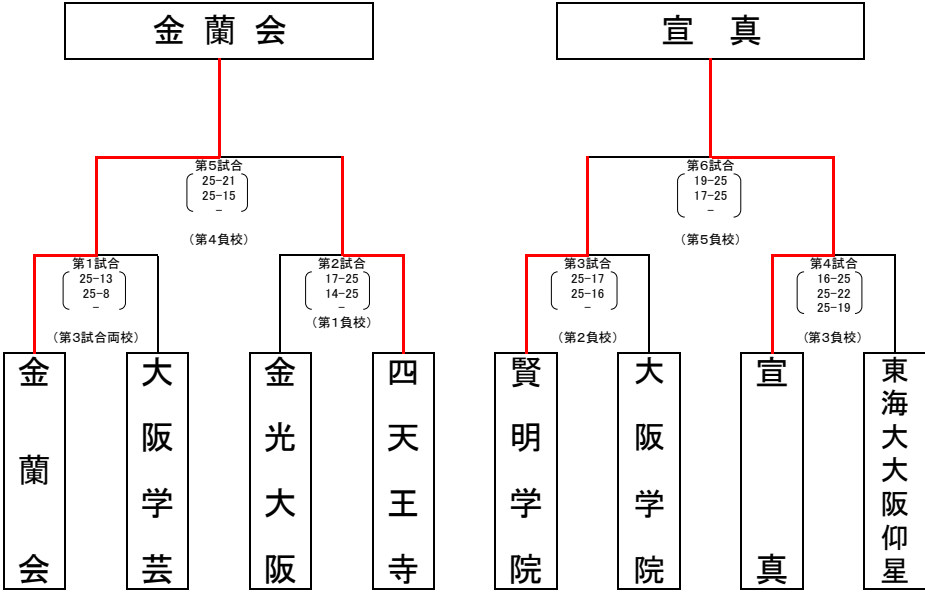 金蘭会
宣真
第5試合
25-21
25-15
-
(第4負校)
第6試合
19-25
17-25
-
(第5負校)
第1試合
25-13
25-8
-
(第3試合両校)
第2試合
17-25
14-25
-
(第1負校)
第3試合
25-17
25-16
-
(第2負校)
第4試合
16-25
25-22
25-19
(第3負校)
金蘭会
大阪学芸
金光大阪
四天王寺
賢明学院
大阪学院
宣真
東海大大阪仰星